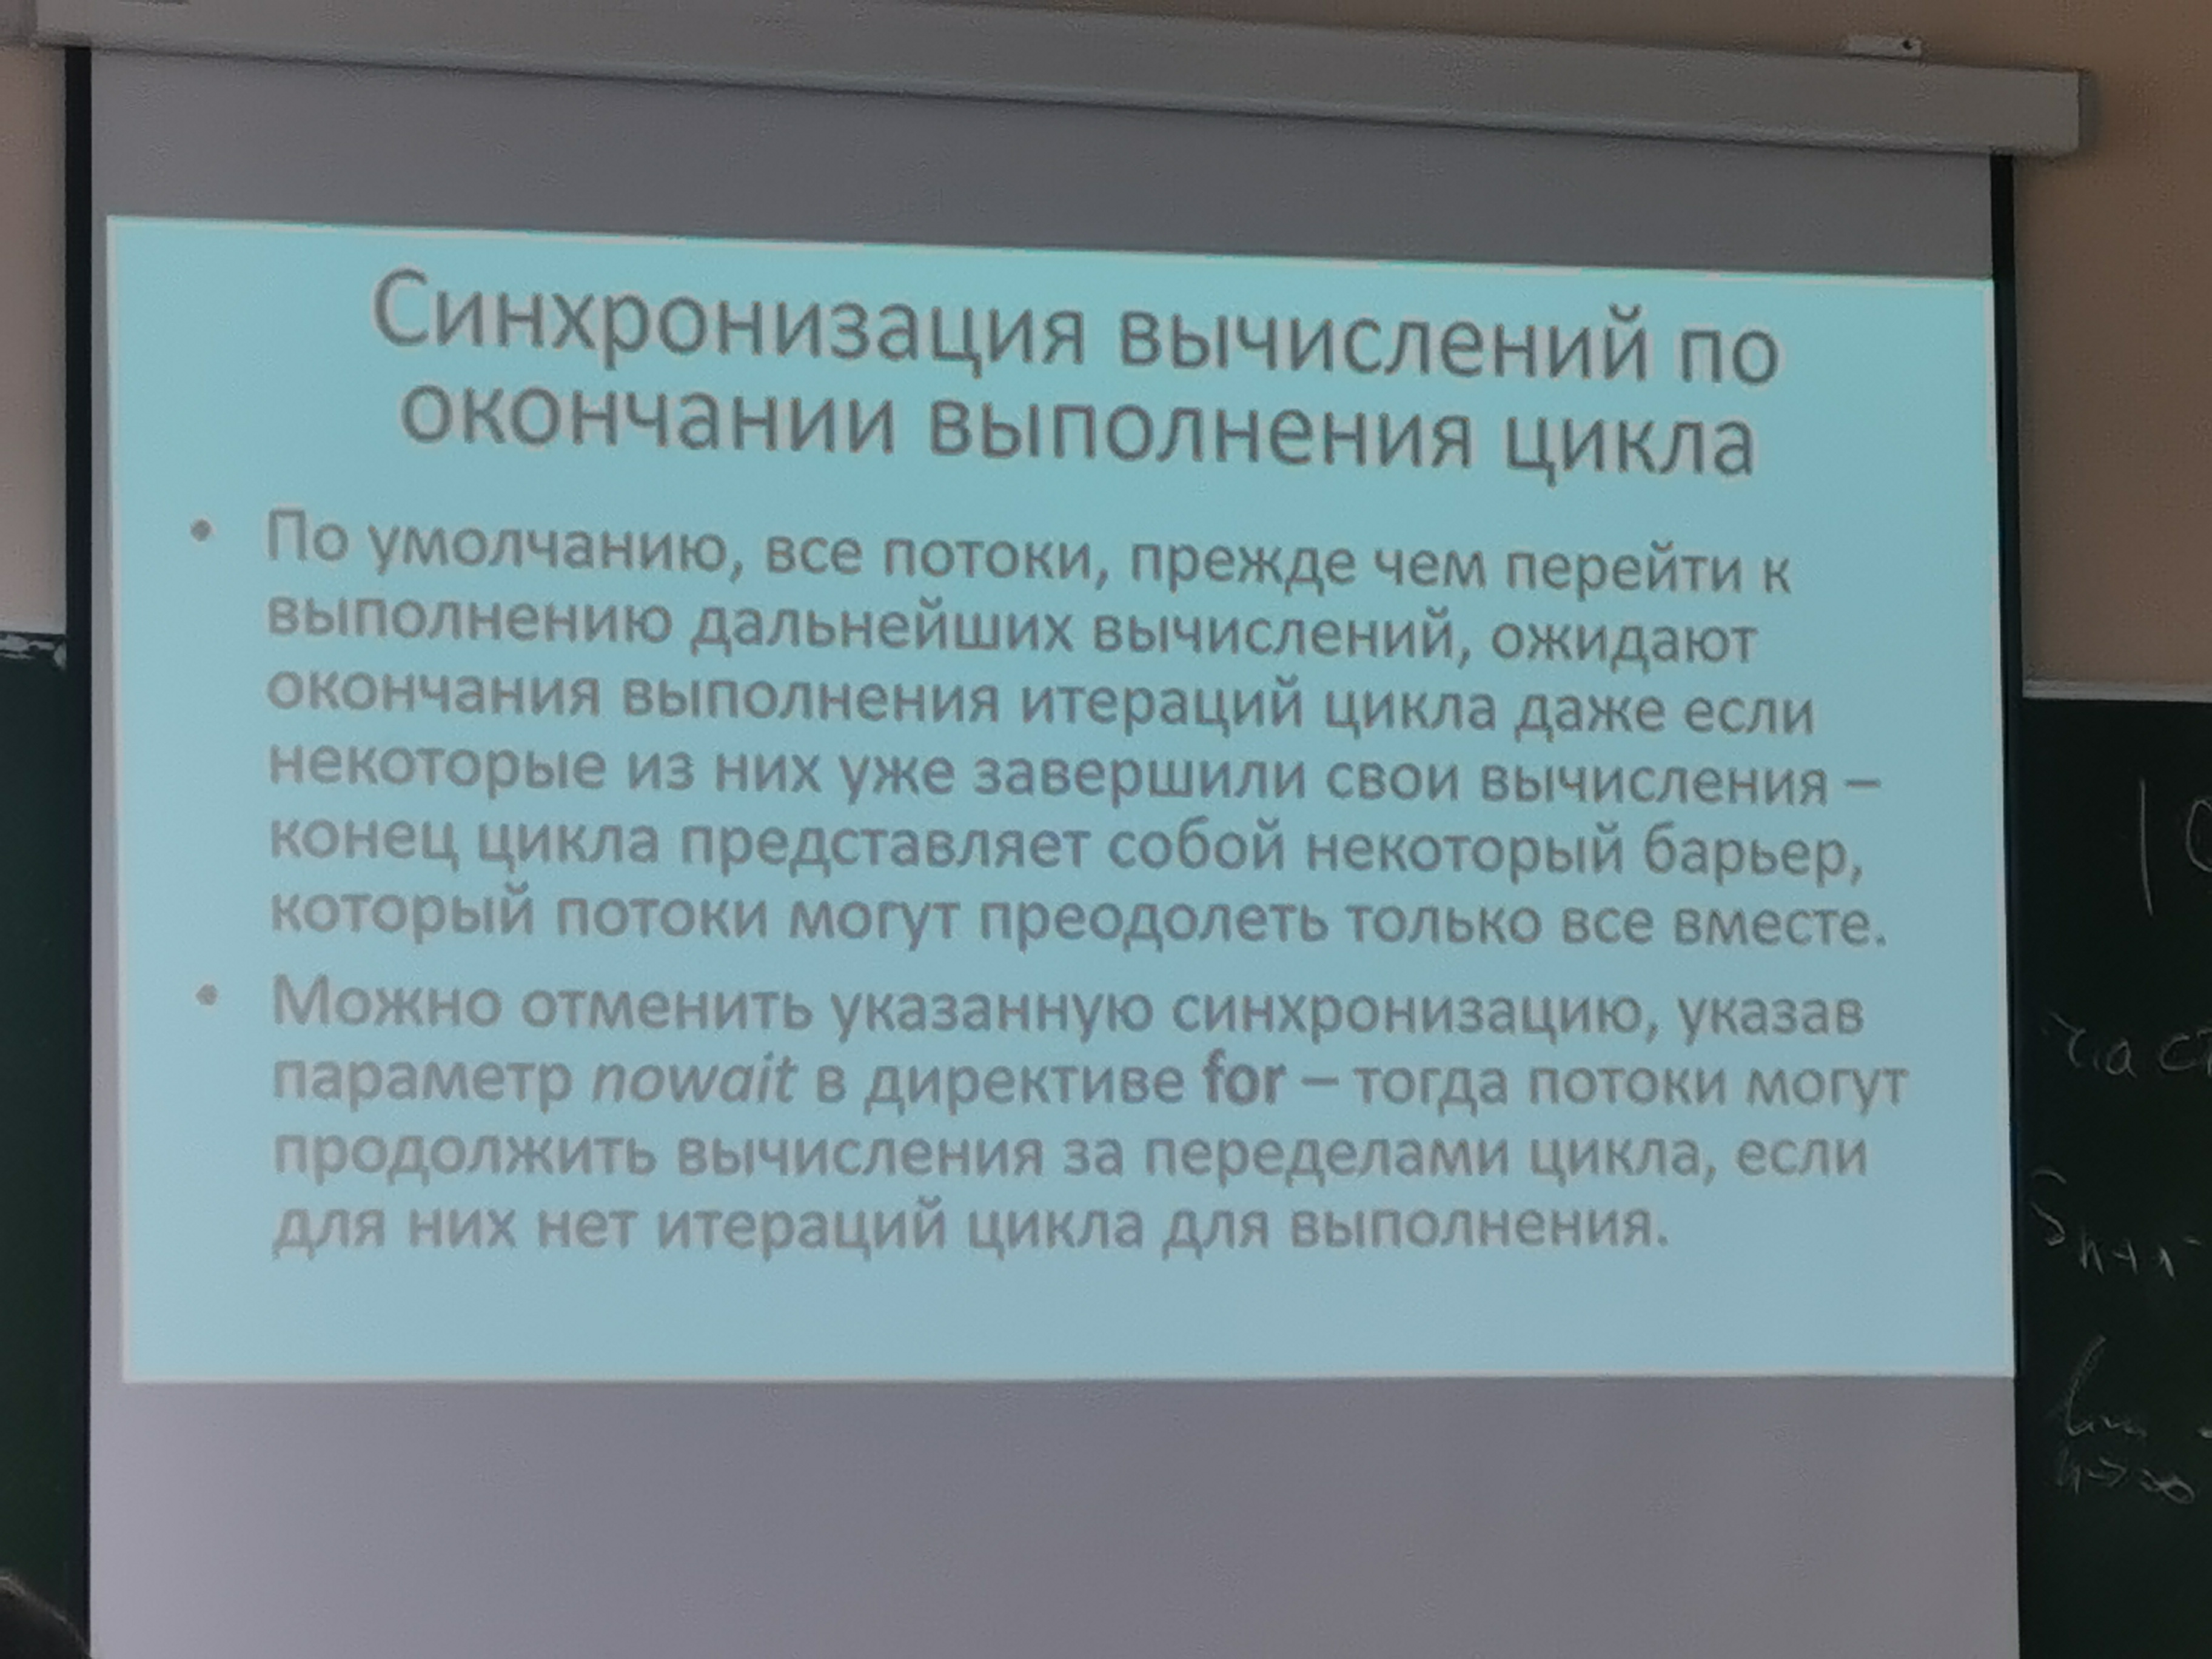 Синхронизация вычислений по
окончании выполнения цикла
• По умолчанию, все потоки, прежде чем перейти к
выполнению дальнейших вычислений, ожидают
окончания выполнения итераций цикла даже если
некоторые из них уже завершили свои вычисления –
конец цикла представляет собой некоторый барьер,
который потоки могут преодолеть только все вместе.
• Можно отменить указанную синхронизацию, указав
параметр nowait в директиве for – тогда потоки могут
продолжить вычисления за переделами цикла, если
для них нет итераций цикла для выполнения.
част
S n+1
lim
n→∞